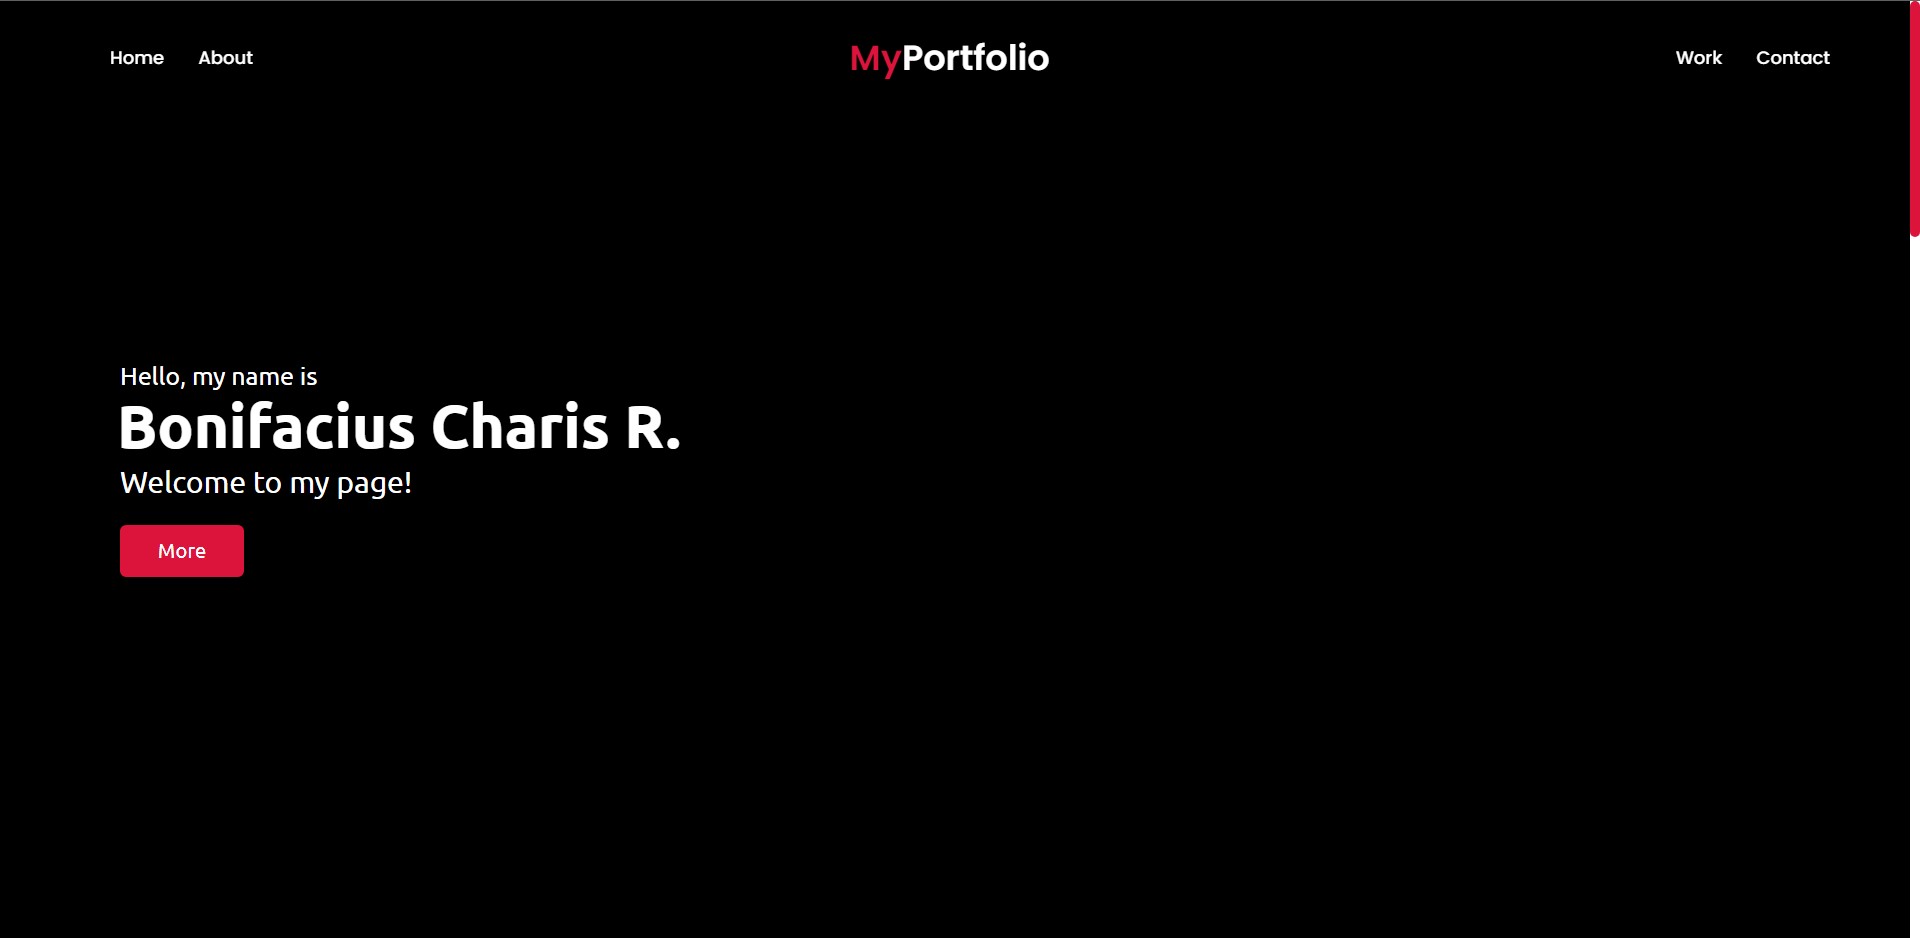 Home About MyPortfolio Work Contact
Hello, my name is
Bonifacius Charis R.
Welcome to my page!
More